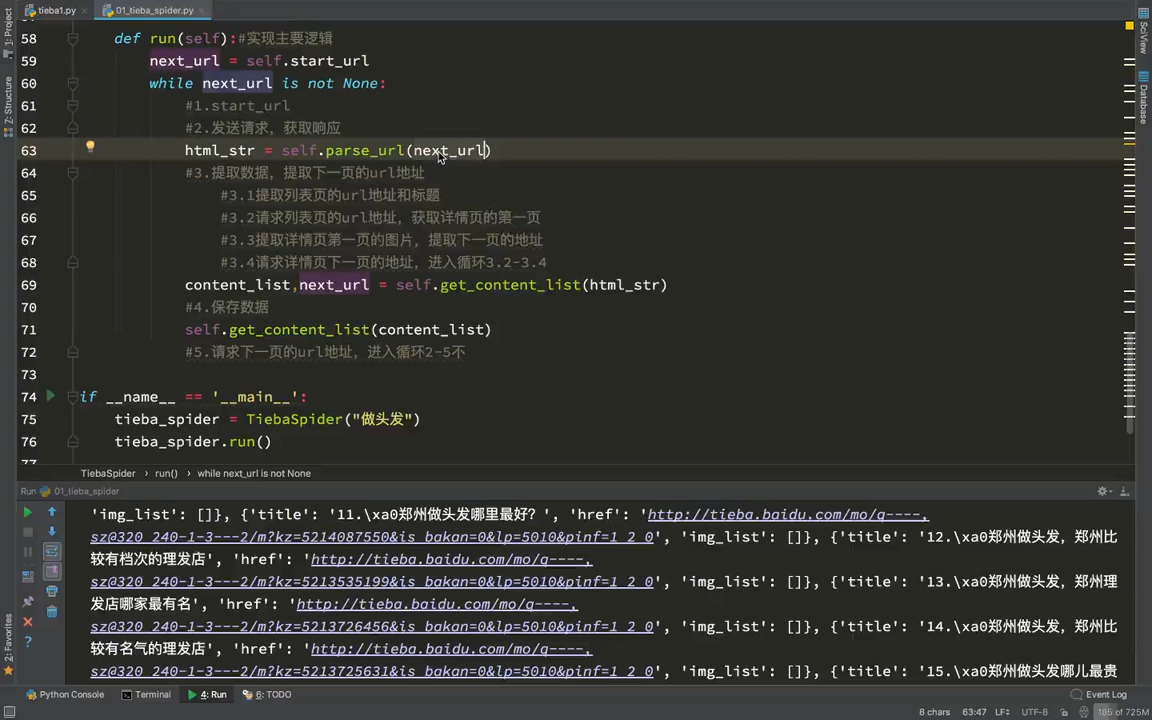 tieba1.py
01_tieba_spider.py
58 def run(self):#实现主要逻辑
59 next_url = self.start_url
60 while next_url is not None:
61 #1.start_url
62 #2.发送请求，获取响应
63 html_str = self.parse_url(next_url)
64 #3.提取数据，提取下一页的url地址
65 #3.1提取列表页的url地址和标题
66 #3.2请求列表页的url地址，获取详情页的第一页
67 #3.3提取详情页第一页的图片，提取下一页的地址
68 #3.4请求详情页下一页的地址，进入循环3.2-3.4
69 content_list,next_url = self.get_content_list(html_str)
70 #4.保存数据
71 self.get_content_list(content_list)
72 #5.请求下一页的url地址，进入循环2-5不
73
74 if __name__ == '__main__':
75 tieba_spider = TiebaSpider("做头发")
76 tieba_spider.run()
77
1: Project
7: Structure
2: Favorites
SciView
Database
TiebaSpider › run() › while next_url is not None
Run 01_tieba_spider
'img_list': []}, {'title': '11.\xa0郑州做头发哪里最好？', 'href': 'http://tieba.baidu.com/mo/q----,
sz@320_240-1-3---2/m?kz=5214087550&is_bakan=0&lp=5010&pinf=1_2_0', 'img_list': []}, {'title': '12.\xa0郑州做头发，郑州比
较有档次的理发店', 'href': 'http://tieba.baidu.com/mo/q----,
sz@320_240-1-3---2/m?kz=5213535199&is_bakan=0&lp=5010&pinf=1_2_0', 'img_list': []}, {'title': '13.\xa0郑州做头发，郑州理
发店哪家最有名', 'href': 'http://tieba.baidu.com/mo/q----,
sz@320_240-1-3---2/m?kz=5213726456&is_bakan=0&lp=5010&pinf=1_2_0', 'img_list': []}, {'title': '14.\xa0郑州做头发，郑州比
较有名气的理发店', 'href': 'http://tieba.baidu.com/mo/q----,
sz@320_240-1-3---2/m?kz=5213725631&is_bakan=0&lp=5010&pinf=1_2_0', 'img_list': []}, {'title': '15.\xa0郑州做头发哪儿最贵
Python Console Terminal 4: Run 6: TODO Event Log
8 chars 63:47 LF÷ UTF-8 185 of 725M